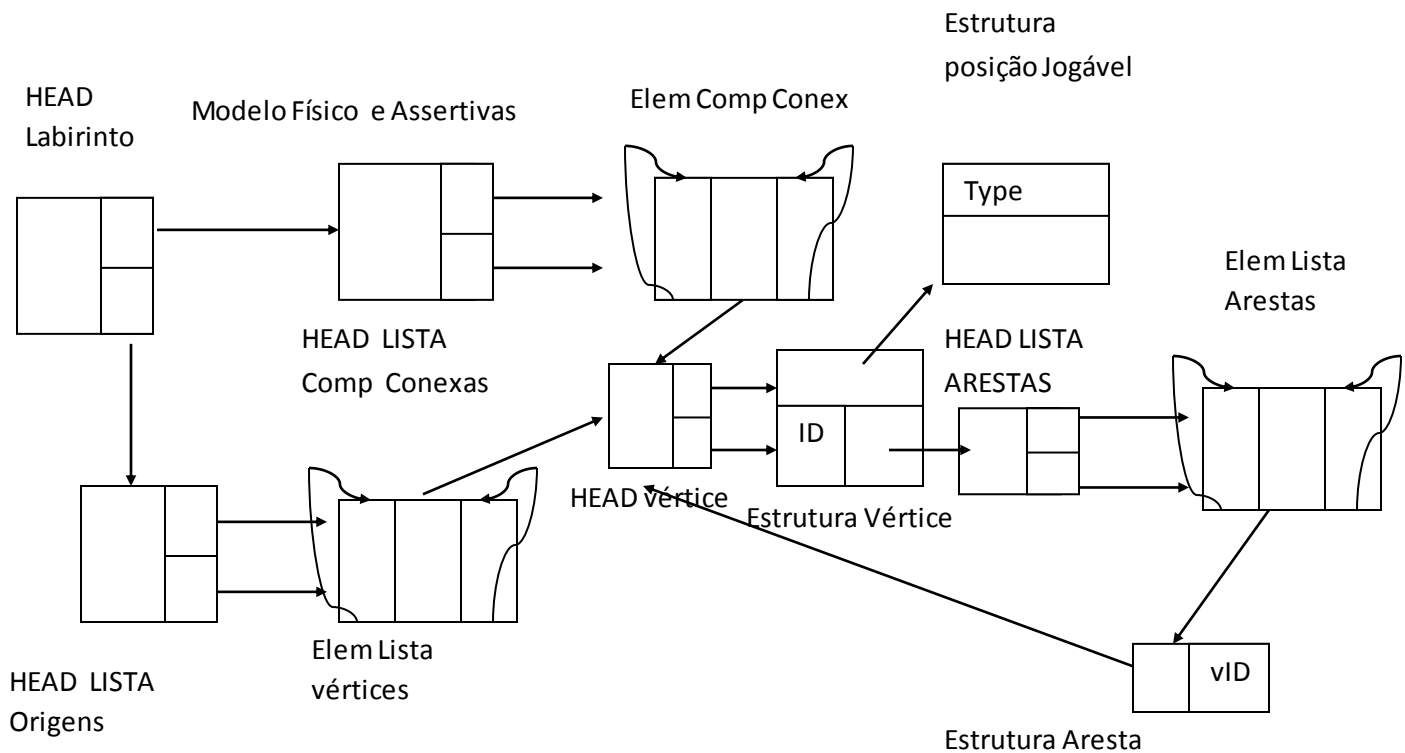 Estrutura
posição Jogável
HEAD
Labirinto
Modelo Físico e Assertivas
Elem Comp Conex
Type
Elem Lista
Arestas
HEAD LISTA
Comp Conexas
HEAD LISTA
ARESTAS
ID
HEAD vértice
Estrutura Vértice
Elem Lista
vértices
vID
HEAD LISTA
Origens
Estrutura Aresta